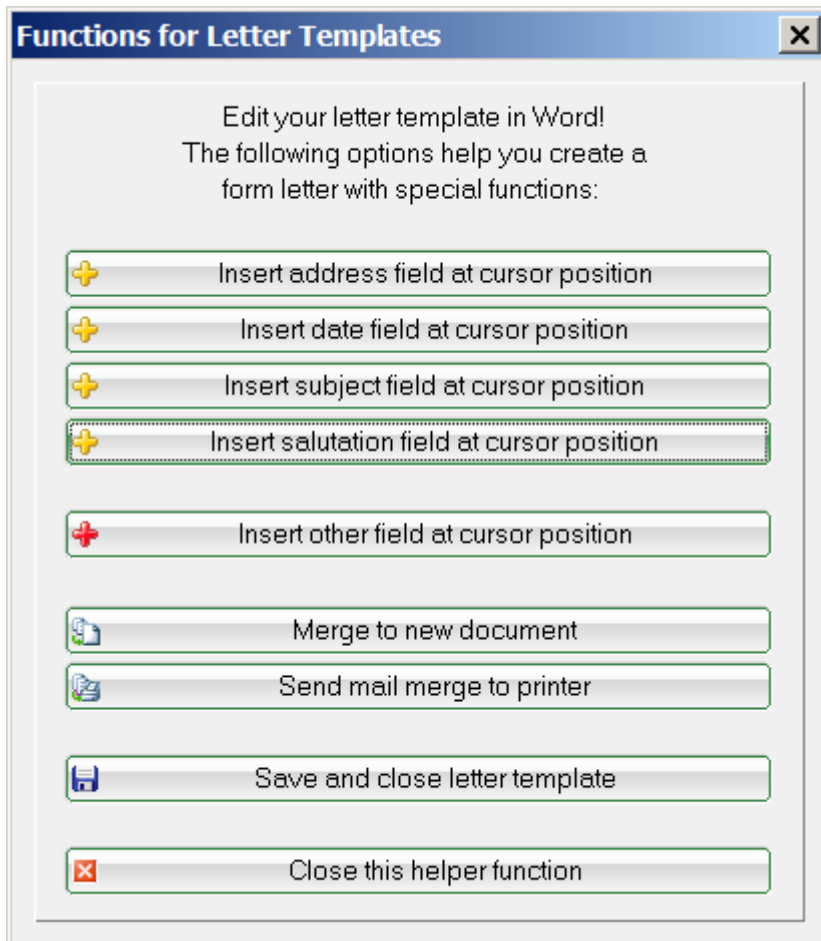 Functions for Letter Templates
Edit your letter template in Word!
The following options help you create a
form letter with special functions:
Insert address field at cursor position
Insert date field at cursor position
Insert subject field at cursor position
Insert salutation field at cursor position
Insert other field at cursor position
Merge to new document
Send mail merge to printer
Save and close letter template
Close this helper function